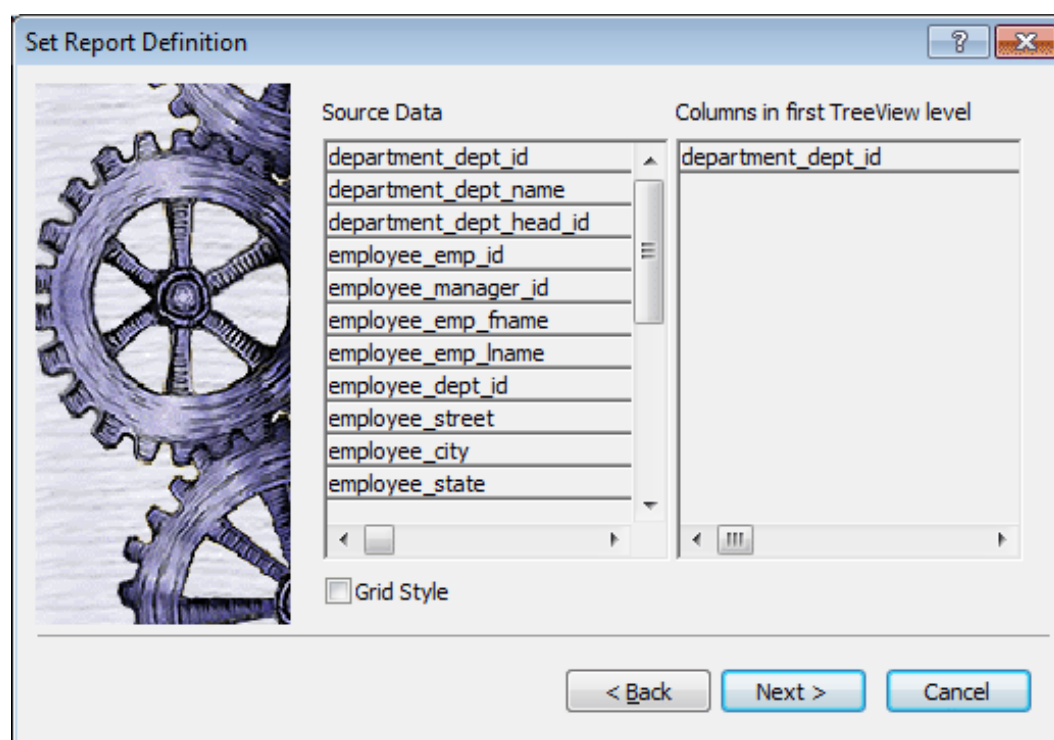 Set Report Definition
?
Source Data
Columns in first TreeView level
department_dept_id
department_dept_name
department_dept_head_id
employee_emp_id
employee_manager_id
employee_emp_fname
employee_emp_lname
employee_dept_id
employee_street
employee_city
employee_state
department_dept_id
Grid Style
< Back
Next >
Cancel